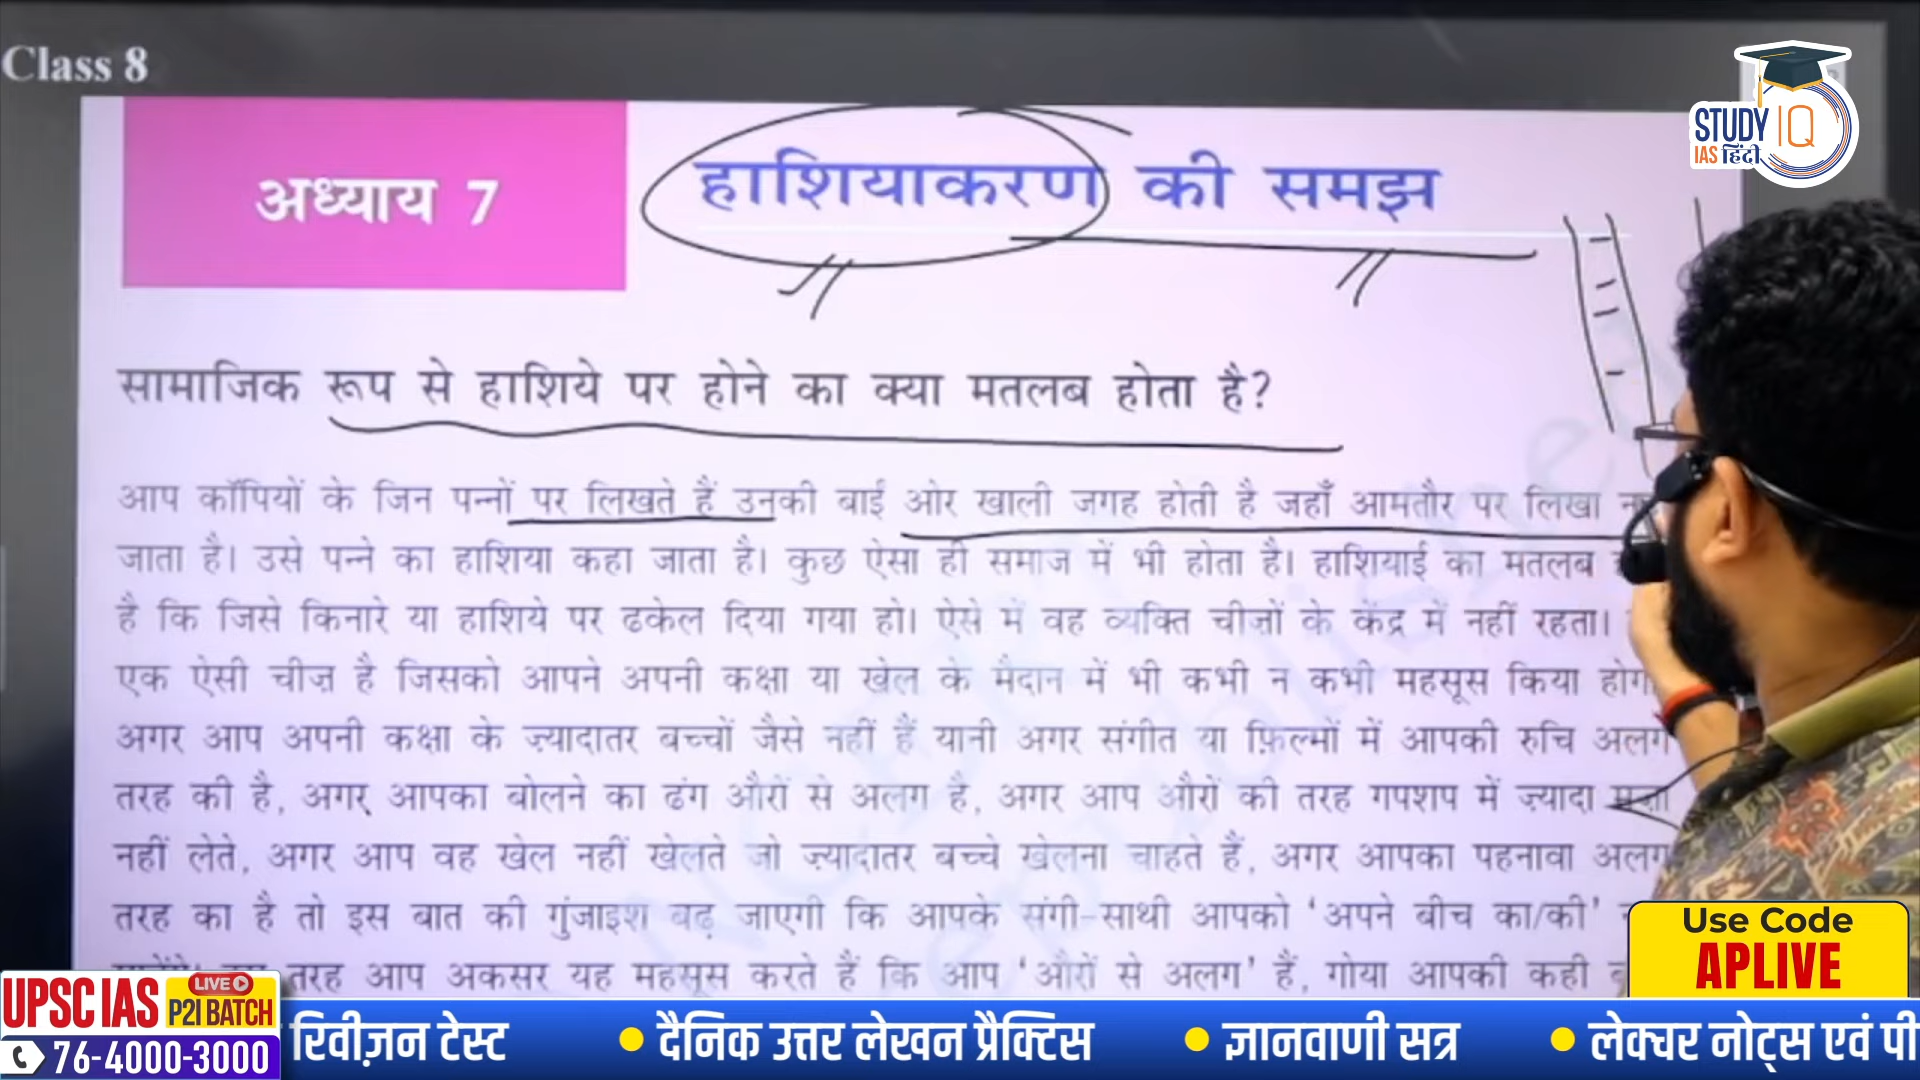 Class 8
STUDY IQ
IAS हिंदी
अध्याय 7
हाशियाकरण की समझ
सामाजिक रूप से हाशिये पर होने का क्या मतलब होता है?
आप कॉपियों के जिन पन्नों पर लिखते हैं उनकी बाईं ओर खाली जगह होती है जहाँ आमतौर पर लिखा
जाता है। उसे पन्ने का हाशिया कहा जाता है। कुछ ऐसा ही समाज में भी होता है। हाशियाई का मतलब
है कि जिसे किनारे या हाशिये पर ढकेल दिया गया हो। ऐसे में वह व्यक्ति चीज़ों के केंद्र में नहीं रहता।
एक ऐसी चीज़ है जिसको आपने अपनी कक्षा या खेल के मैदान में भी कभी न कभी महसूस किया
अगर आप अपनी कक्षा के ज़्यादातर बच्चों जैसे नहीं हैं यानी अगर संगीत या फ़िल्मों में आपकी रुचि अलग
तरह की है, अगर आपका बोलने का ढंग औरों से अलग है, अगर आप औरों की तरह गपशप में ज़्यादा
नहीं लेते, अगर आप वह खेल नहीं खेलते जो ज़्यादातर बच्चे खेलना चाहते हैं, अगर आपका पहनावा अलग
तरह का है तो इस बात की गुंजाइश बढ़ जाएगी कि आपके संगी-साथी आपको ‘अपने बीच का/की’
तरह आप अकसर यह महसूस करते हैं कि आप ‘औरों से अलग’ हैं, गोया आपकी कही
Use Code
APLIVE
UPSC IAS LIVE P2I BATCH
76-4000-3000
रिवीज़न टेस्ट • दैनिक उत्तर लेखन प्रैक्टिस • ज्ञानवाणी सत्र • लेक्चर नोट्स एवं पी